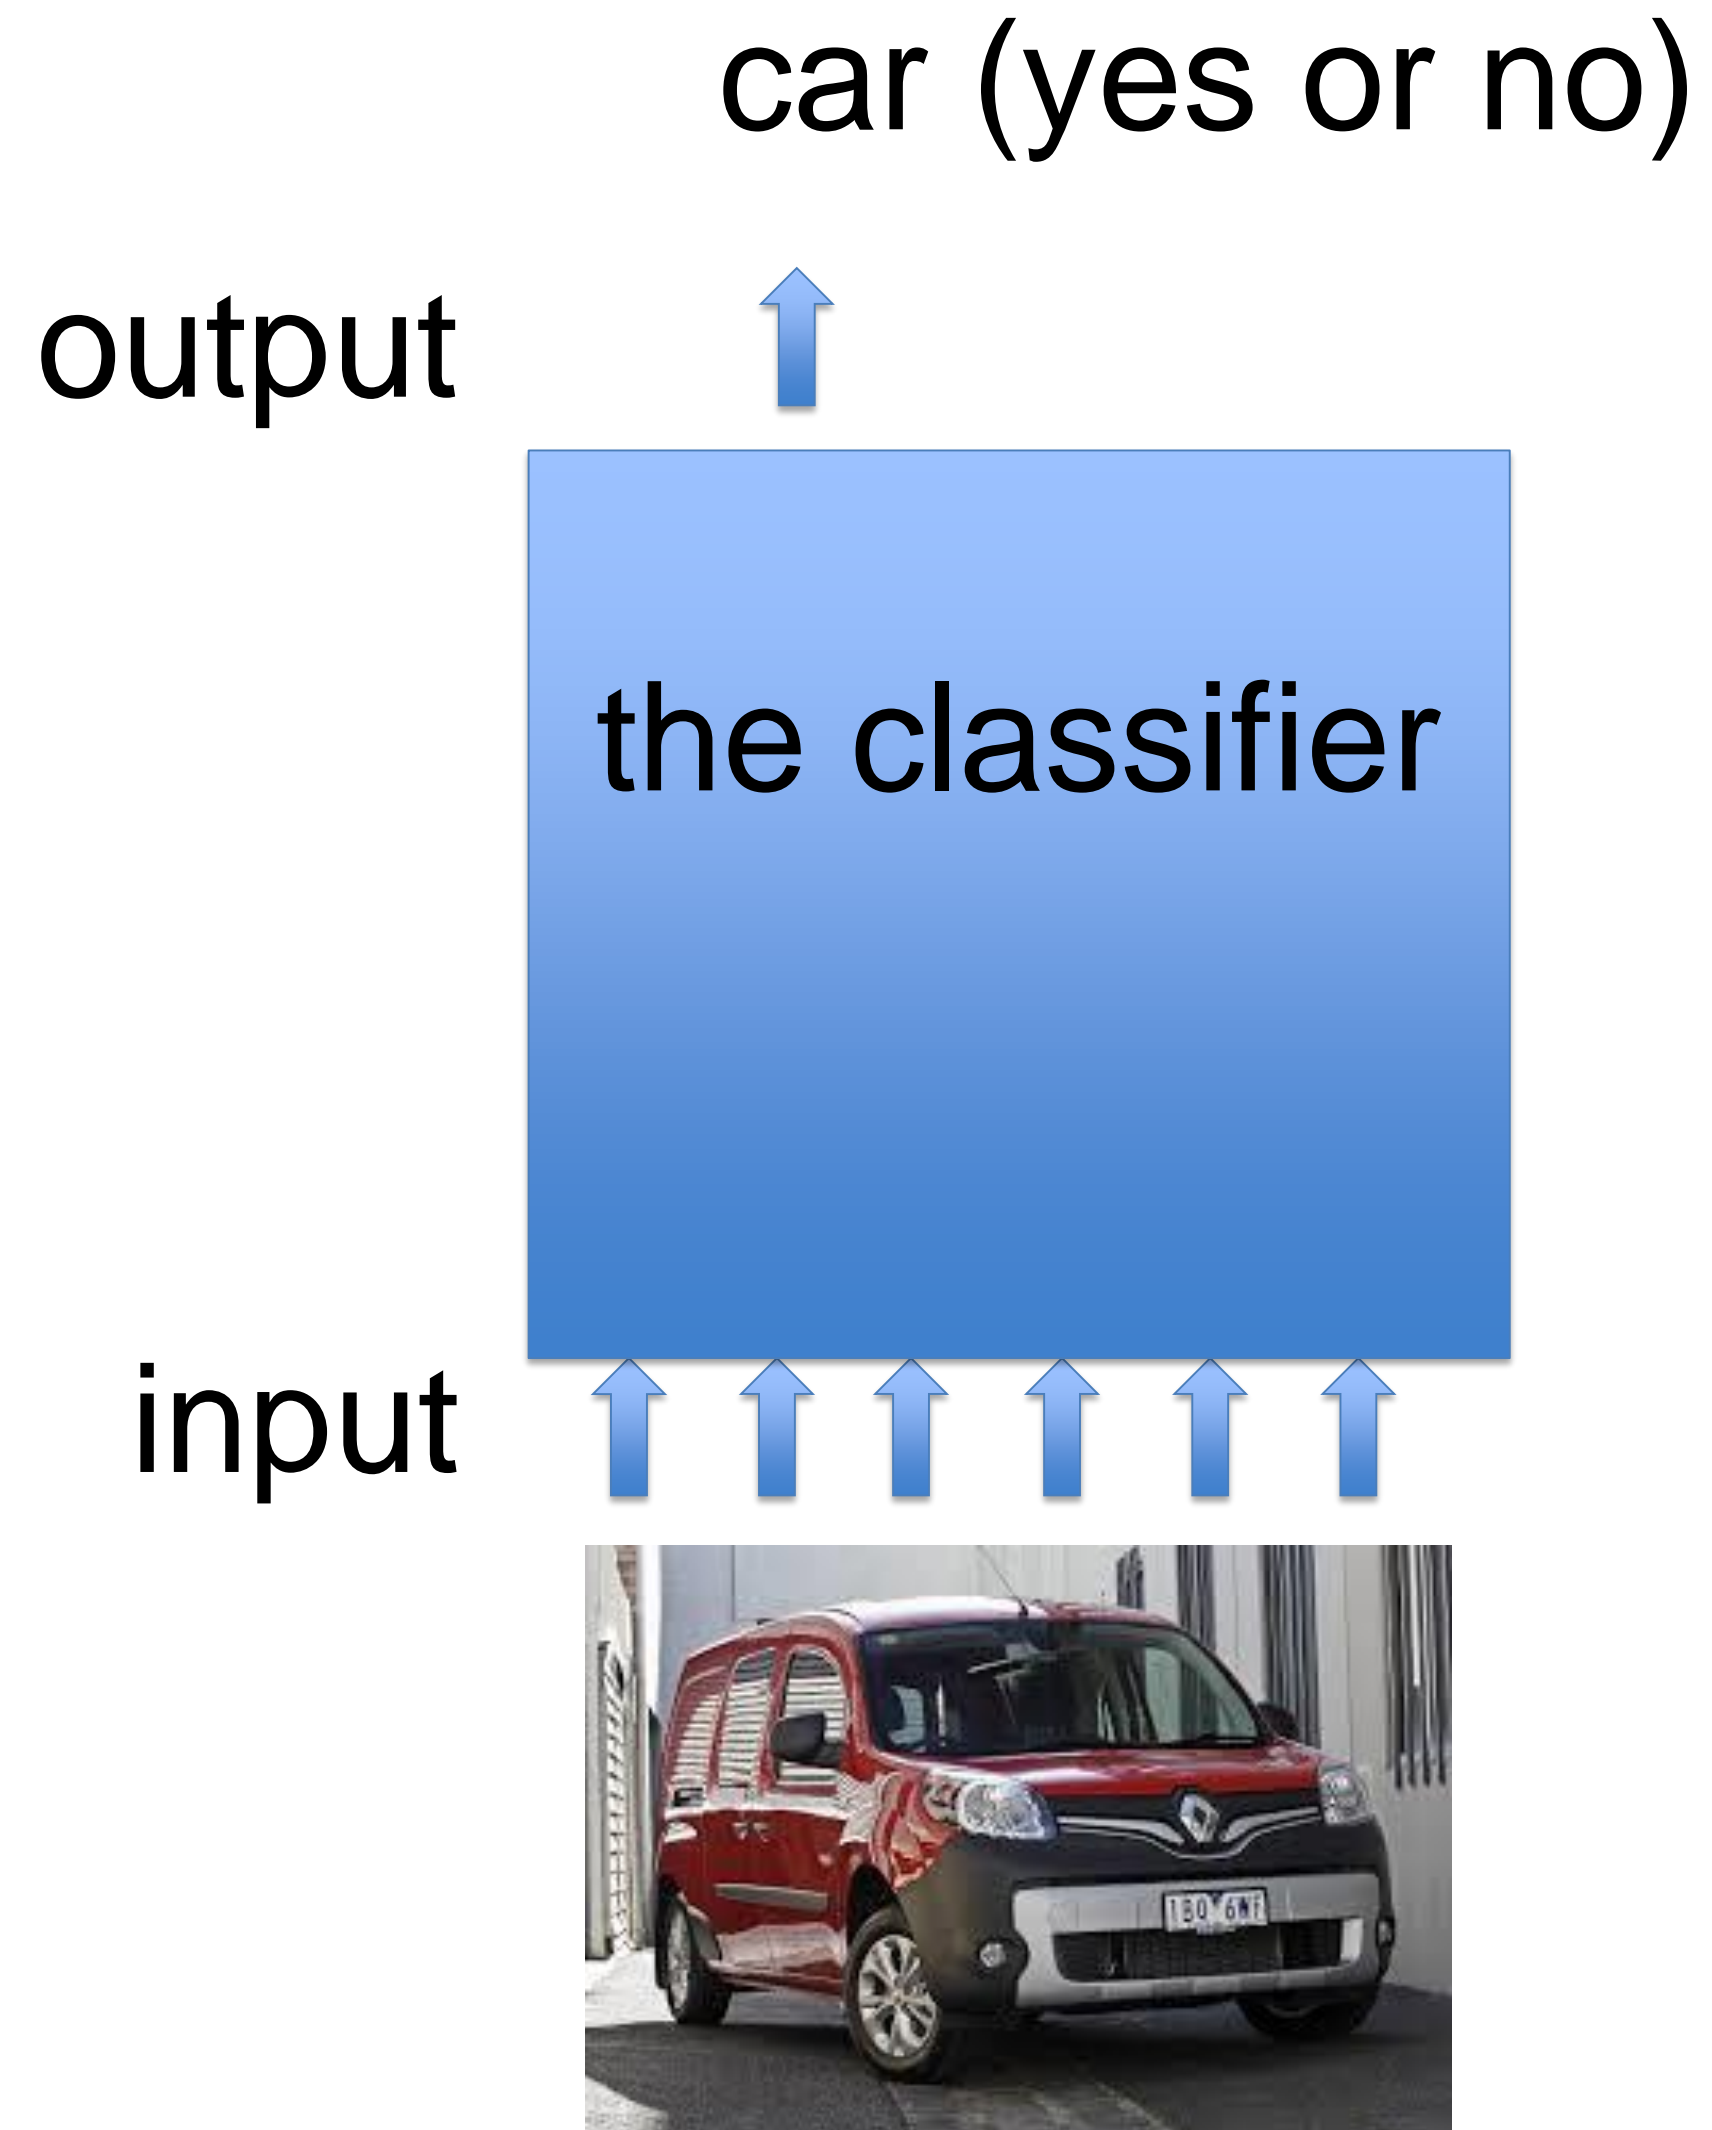 car (yes or no)
output
the classifier
input